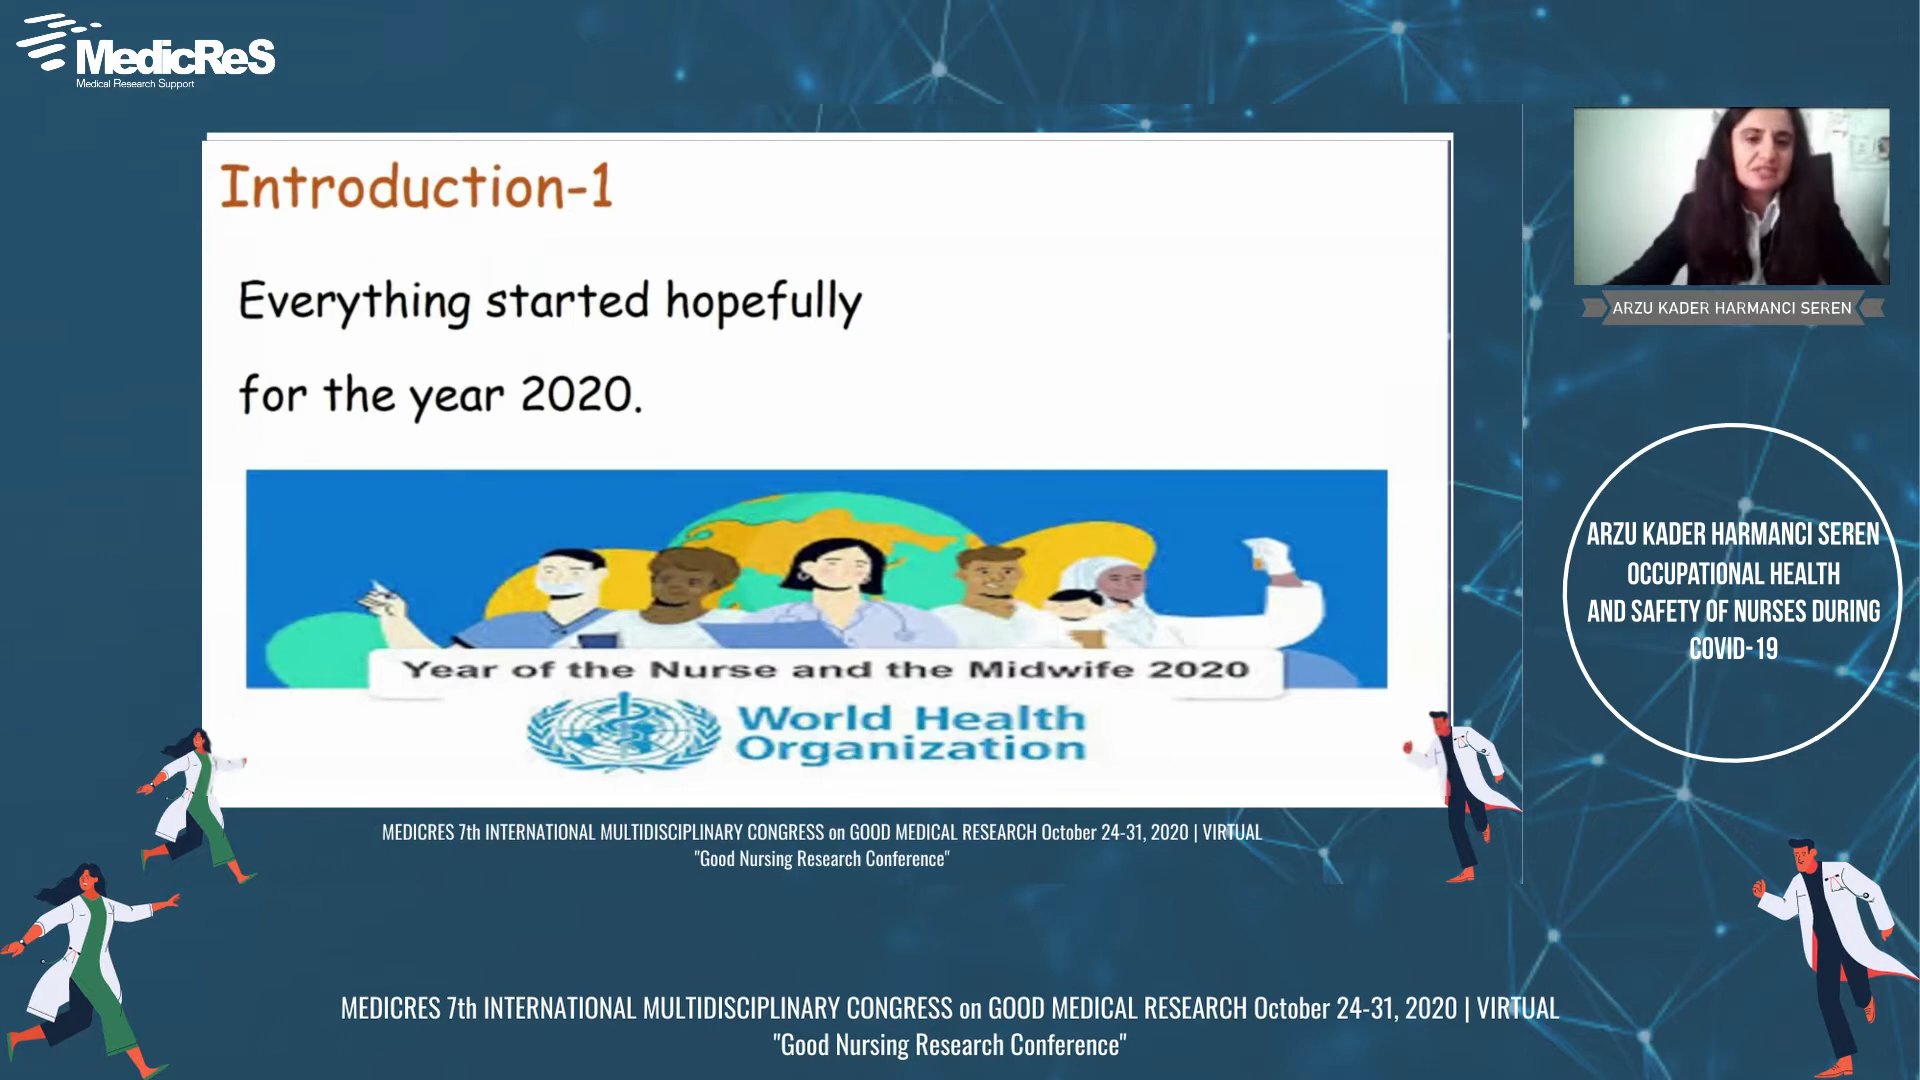 MedicReS
Medical Research Support
Introduction-1
Everything started hopefully
for the year 2020.
Year of the Nurse and the Midwife 2020
World Health
Organization
MEDICRES 7th INTERNATIONAL MULTIDISCIPLINARY CONGRESS on GOOD MEDICAL RESEARCH October 24-31, 2020 | VIRTUAL
"Good Nursing Research Conference"
ARZU KADER HARMANCI SEREN
ARZU KADER HARMANCI SEREN
OCCUPATIONAL HEALTH
AND SAFETY OF NURSES DURING
COVID-19
MEDICRES 7th INTERNATIONAL MULTIDISCIPLINARY CONGRESS on GOOD MEDICAL RESEARCH October 24-31, 2020 | VIRTUAL
"Good Nursing Research Conference"